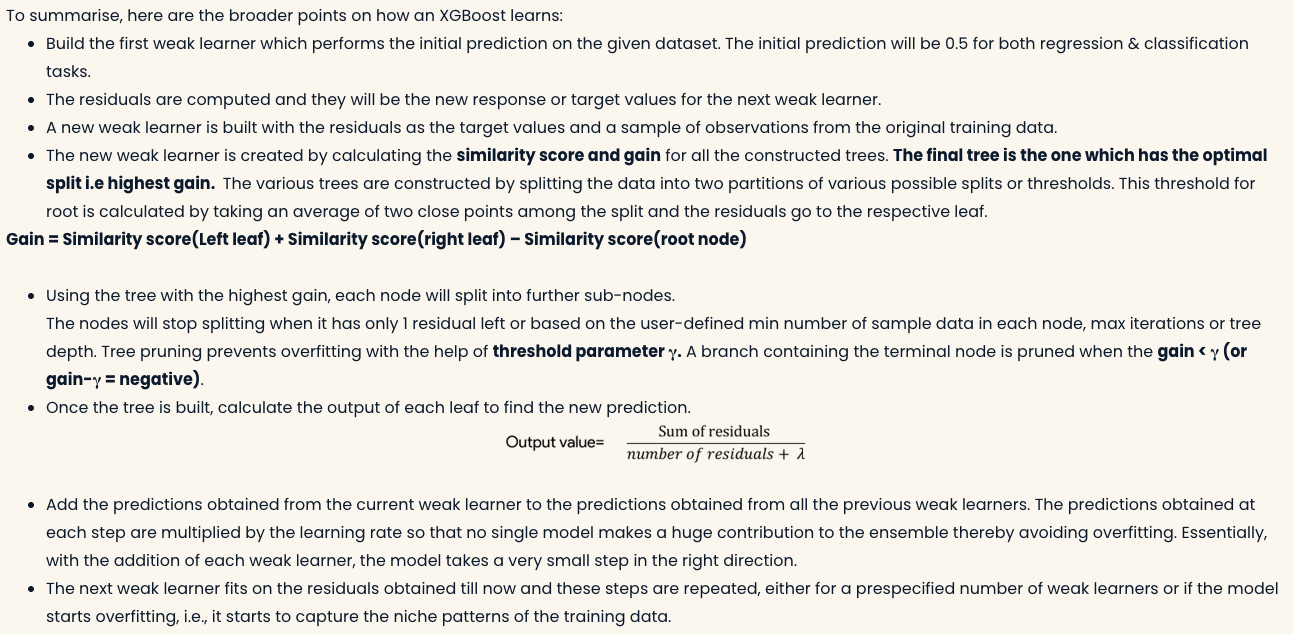 To summarise, here are the broader points on how an XGBoost learns:
• Build the first weak learner which performs the initial prediction on the given dataset. The initial prediction will be 0.5 for both regression & classification
tasks.
• The residuals are computed and they will be the new response or target values for the next weak learner.
• A new weak learner is built with the residuals as the target values and a sample of observations from the original training data.
• The new weak learner is created by calculating the similarity score and gain for all the constructed trees. The final tree is the one which has the optimal
split i.e highest gain. The various trees are constructed by splitting the data into two partitions of various possible splits or thresholds. This threshold for
root is calculated by taking an average of two close points among the split and the residuals go to the respective leaf.
Gain = Similarity score(Left leaf) + Similarity score(right leaf) – Similarity score(root node)
• Using the tree with the highest gain, each node will split into further sub-nodes.
The nodes will stop splitting when it has only 1 residual left or based on the user-defined min number of sample data in each node, max iterations or tree
depth. Tree pruning prevents overfitting with the help of threshold parameter γ. A branch containing the terminal node is pruned when the gain < γ (or
gain-γ = negative).
• Once the tree is built, calculate the output of each leaf to find the new prediction.
Sum of residuals
Output value=
number of residuals + λ
• Add the predictions obtained from the current weak learner to the predictions obtained from all the previous weak learners. The predictions obtained at
each step are multiplied by the learning rate so that no single model makes a huge contribution to the ensemble thereby avoiding overfitting. Essentially,
with the addition of each weak learner, the model takes a very small step in the right direction.
• The next weak learner fits on the residuals obtained till now and these steps are repeated, either for a prespecified number of weak learners or if the model
starts overfitting, i.e., it starts to capture the niche patterns of the training data.